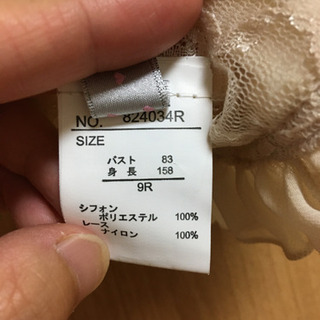 NO. 824034R
SIZE
バスト 83
身長 158
9R
シフォン
ポリエステル 100%
レース
ナイロン 100%